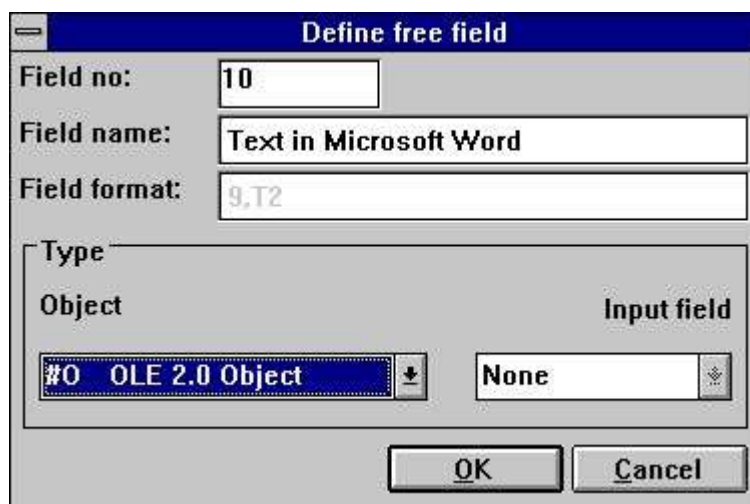 Define free field
Field no: 10
Field name: Text in Microsoft Word
Field format: 9,T2
Type
Object Input field
#O OLE 2.0 Object None
OK Cancel